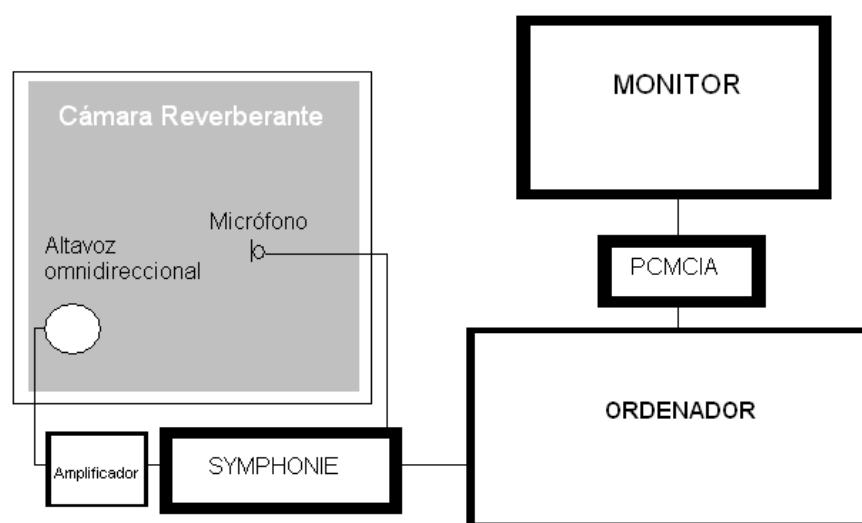 Cámara Reverberante
Micrófono
Altavoz
omnidireccional
Amplificador
SYMPHONIE
MONITOR
PCMCIA
ORDENADOR